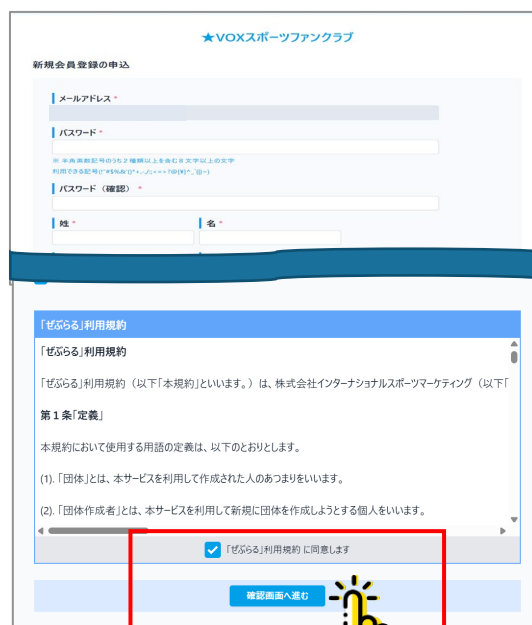 ★VOXスポーツファンクラブ
新規会員登録の申込
メールアドレス *
パスワード *
※ 半角英数記号のうち2種類以上を含む8文字以上の文字
パスワード（確認） *
姓 *
名 *
「ぜぶらる」利用規約
「ぜぶらる」利用規約
「ぜぶらる」利用規約（以下「本規約」といいます。）は、株式会社インターナショナルスポーツマーケティング（以下「
第１条「定義」
本規約において使用する用語の定義は、以下のとおりとします。
(1). 「団体」とは、本サービスを利用して作成された人のあつまりをいいます。
(2). 「団体作成者」とは、本サービスを利用して新規に団体を作成しようとする個人をいいます。
「ぜぶらる」利用規約 に同意します
確認画面へ進む